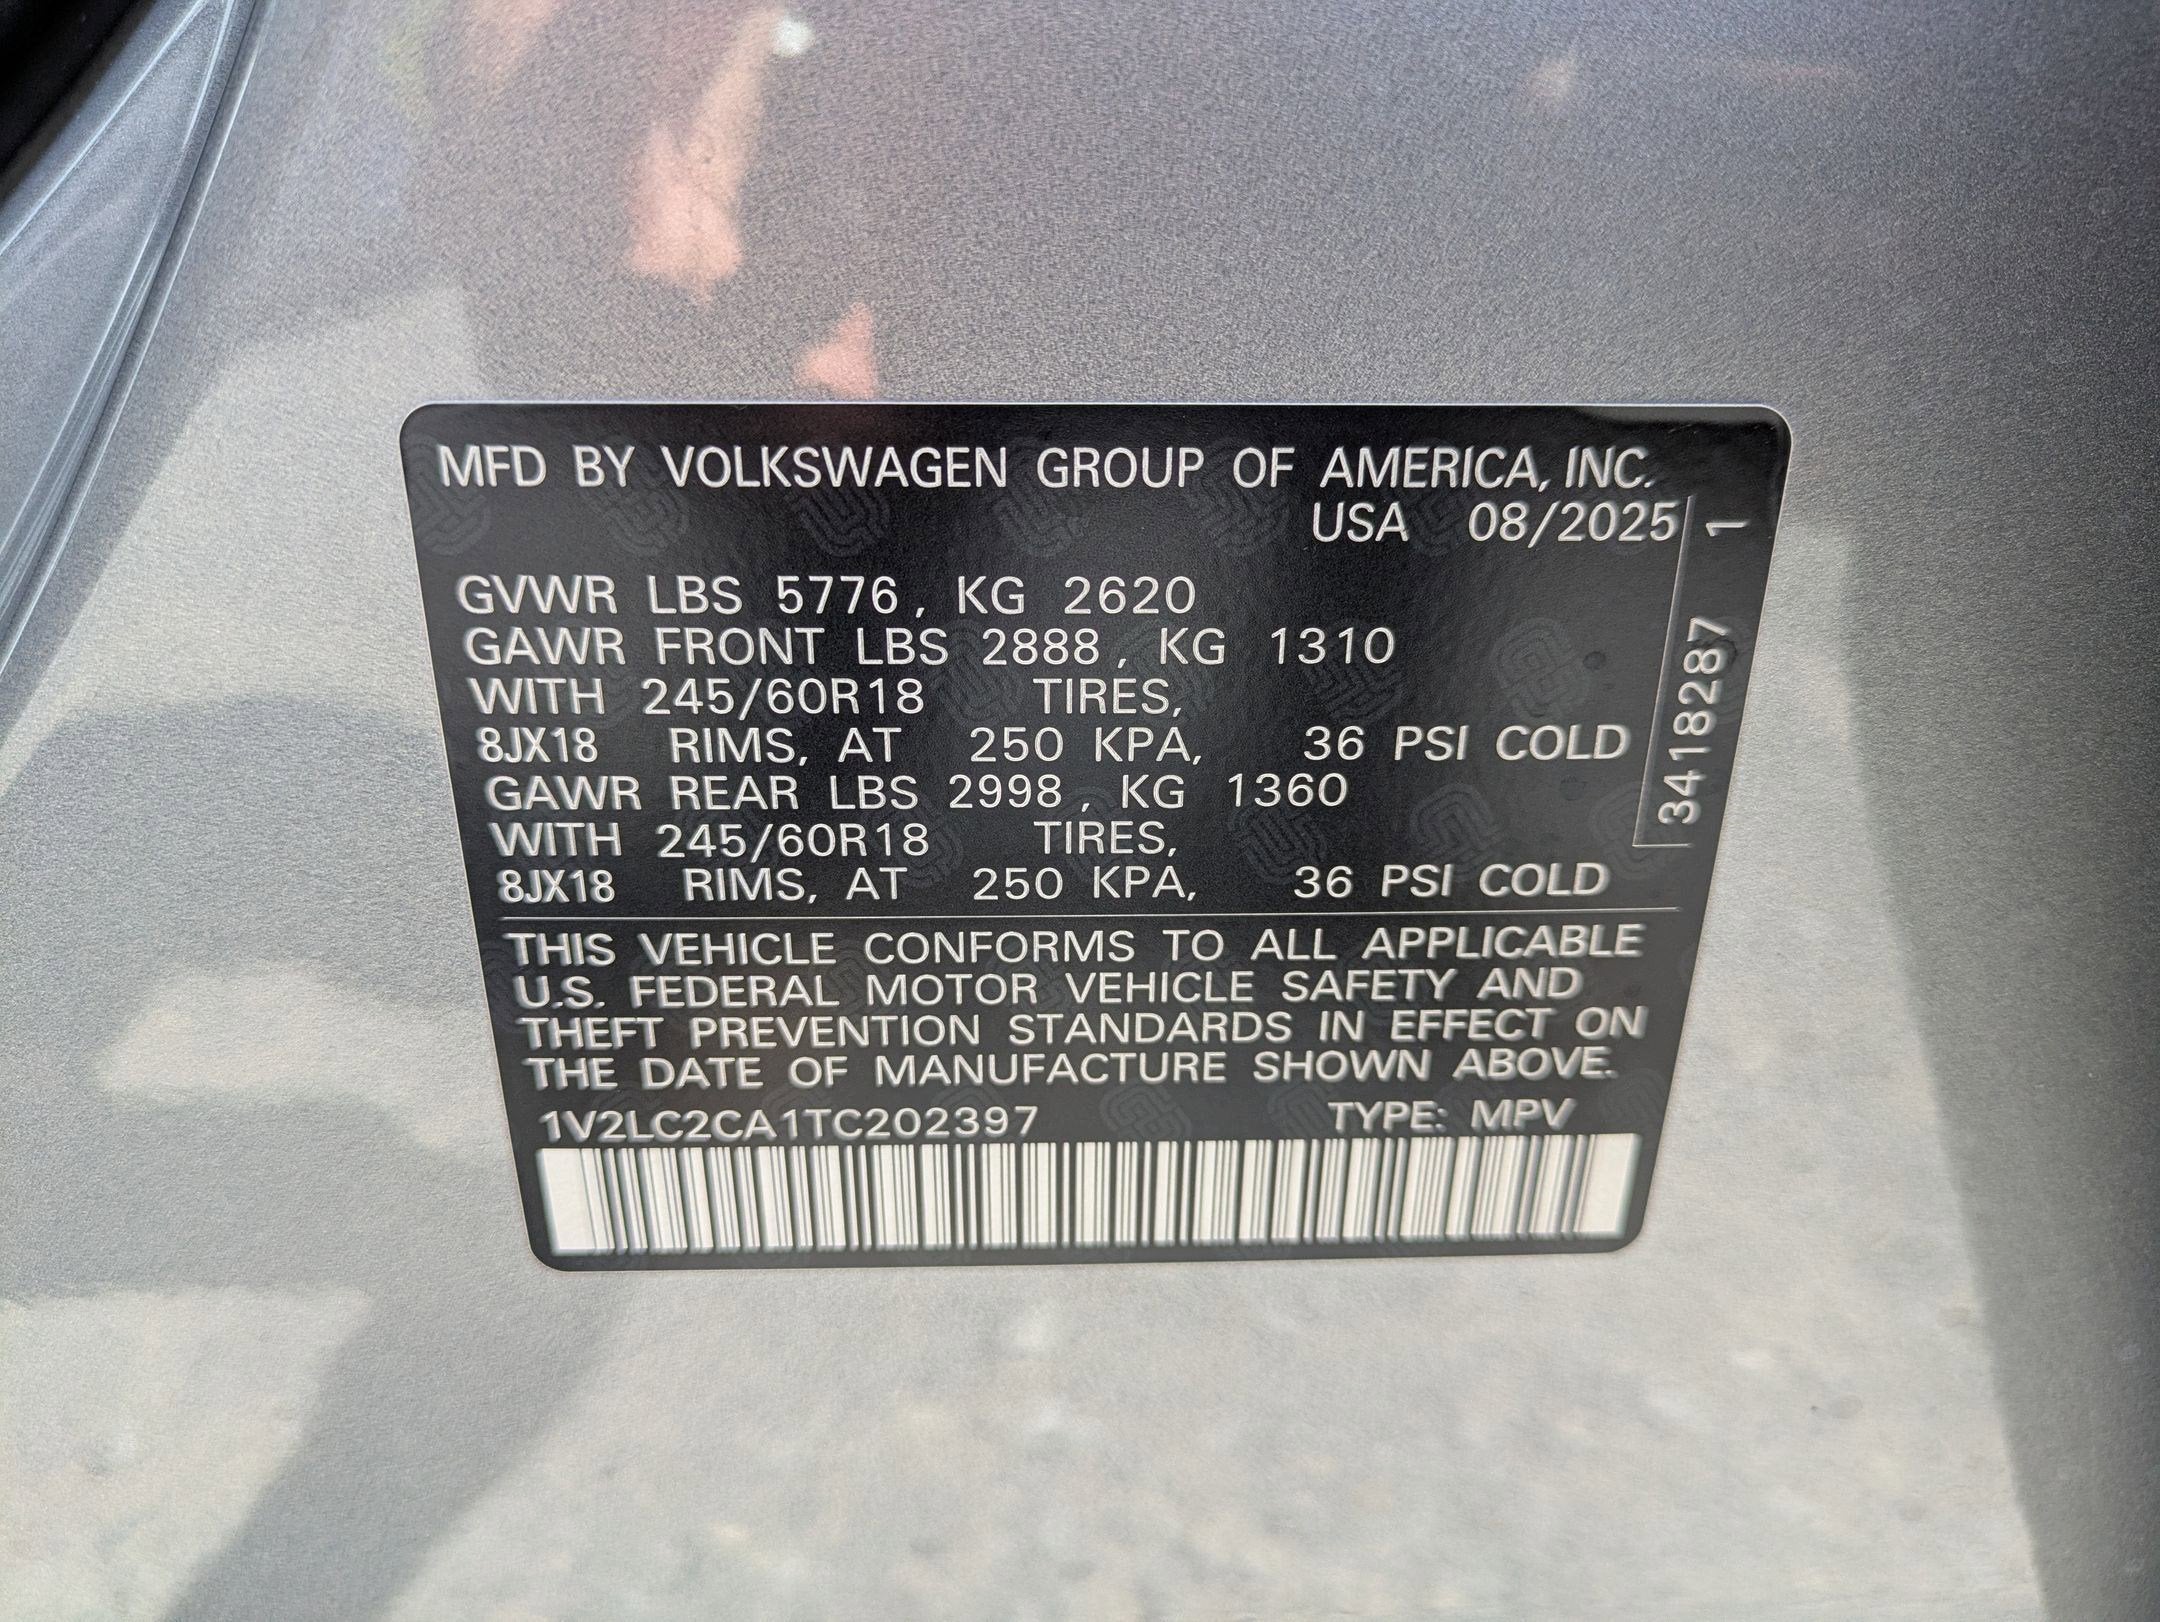 MFD BY VOLKSWAGEN GROUP OF AMERICA, INC.
USA 08/2025
GVWR LBS 5776, KG 2620
GAWR FRONT LBS 2888, KG 1310
WITH 245/60R18 TIRES,
8JX18 RIMS, AT 250 KPA, 36 PSI COLD
GAWR REAR LBS 2998, KG 1360
WITH 245/60R18 TIRES,
8JX18 RIMS, AT 250 KPA, 36 PSI COLD
3418287 1
THIS VEHICLE CONFORMS TO ALL APPLICABLE
U.S. FEDERAL MOTOR VEHICLE SAFETY AND
THEFT PREVENTION STANDARDS IN EFFECT ON
THE DATE OF MANUFACTURE SHOWN ABOVE.
1V2LC2CA1TC202397 TYPE: MPV